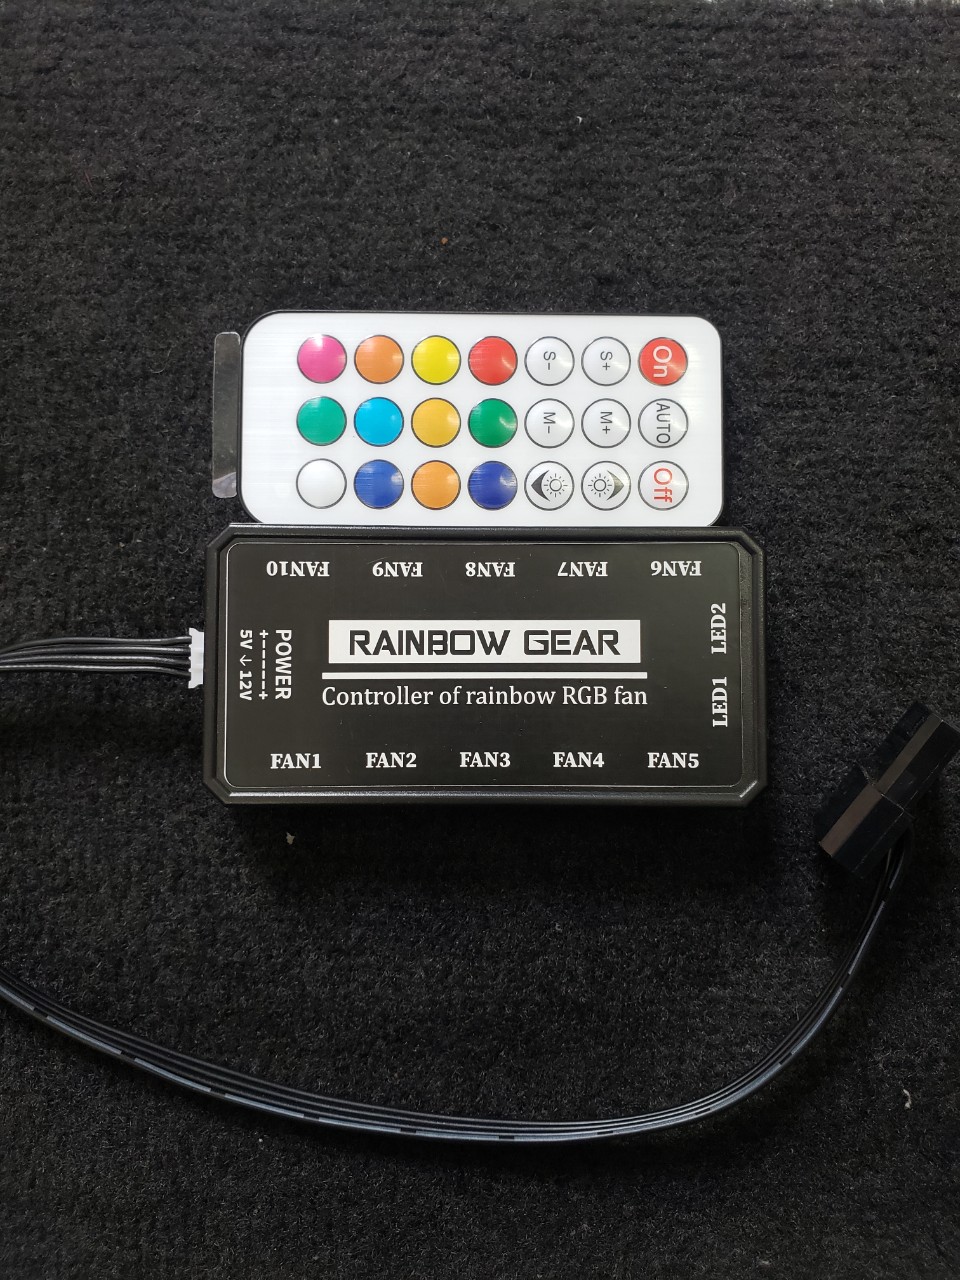 On
S+
S-
AUTO
M+
M-
Off
FAN10 FAN9 FAN8 FAN7 FAN6
POWER
+------+
5V ↓ 12V
RAINBOW GEAR
Controller of rainbow RGB fan
LED1 LED2
FAN1 FAN2 FAN3 FAN4 FAN5